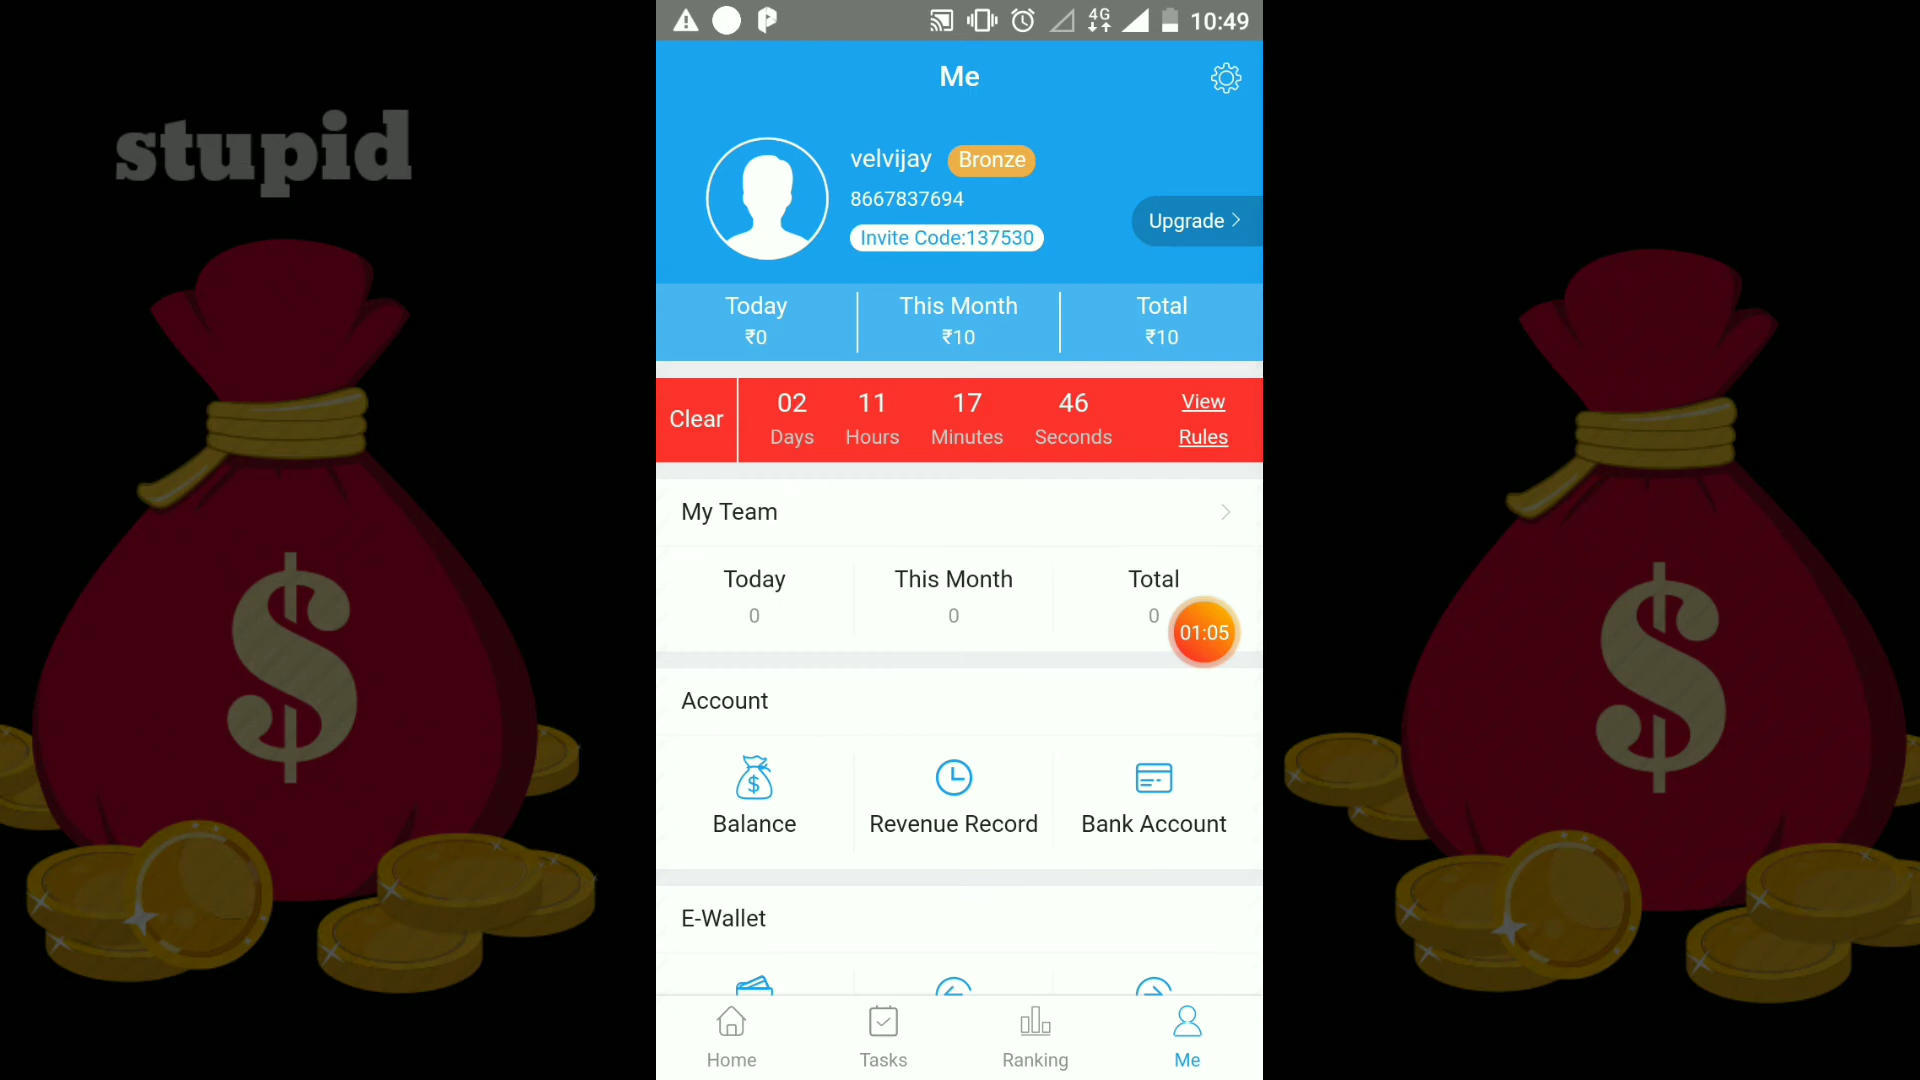 stupid
4G 10:49
Me
velvijay Bronze
8667837694
Invite Code:137530
Upgrade >
Today This Month Total
₹0 ₹10 ₹10
Clear 02 11 17 46 View
Days Hours Minutes Seconds Rules
My Team
Today This Month Total
0 0 0
01:05
Account
$ $ $
Balance Revenue Record Bank Account
E-Wallet
Home Tasks Ranking Me